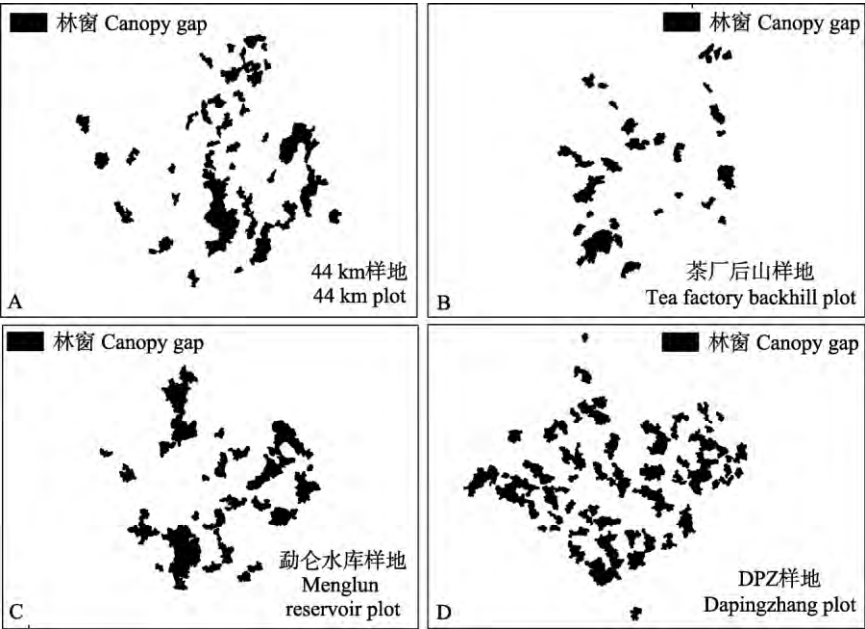 林窗 Canopy gap
44 km样地
44 km plot
A
林窗 Canopy gap
茶厂后山样地
Tea factory backhill plot
B
林窗 Canopy gap
勐仑水库样地
Menglun
reservoir plot
C
林窗 Canopy gap
DPZ样地
Dapingzhang plot
D